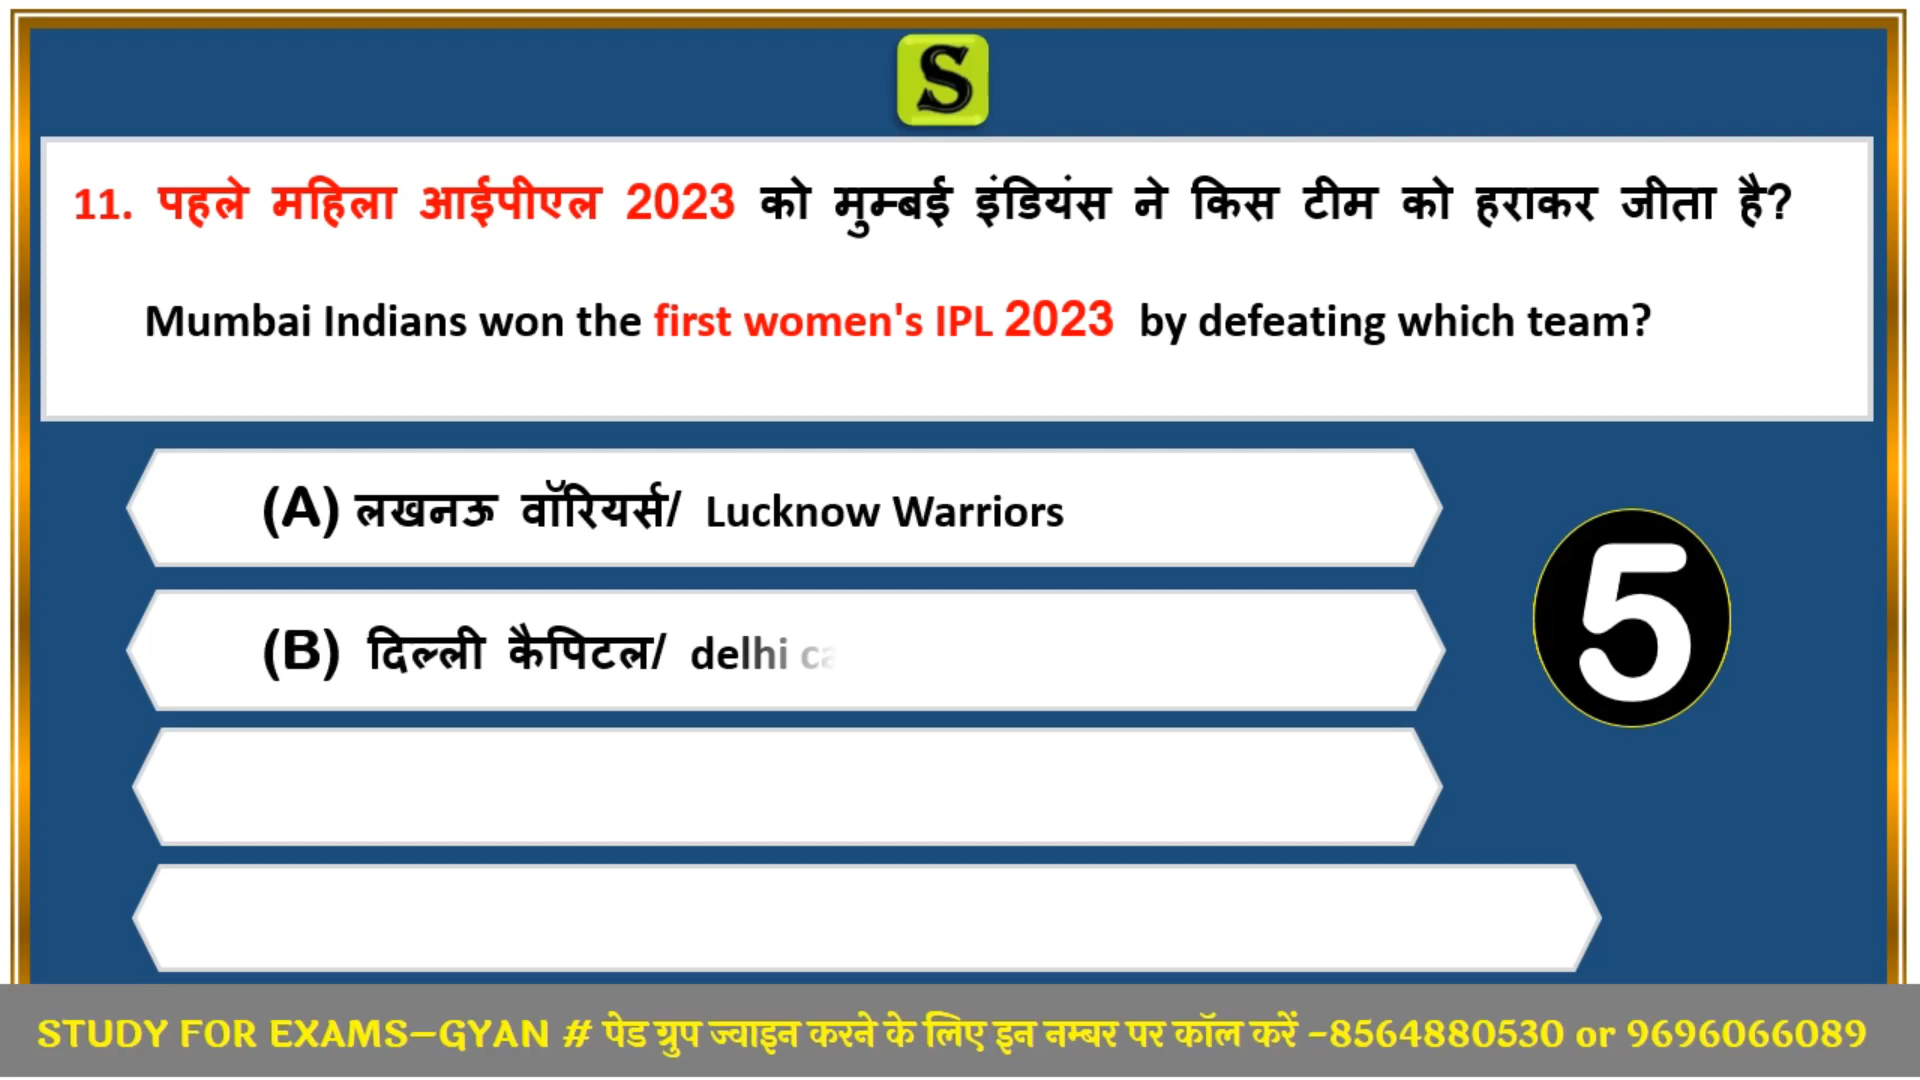 S
11. पहले महिला आईपीएल 2023 को मुम्बई इंडियंस ने किस टीम को हराकर जीता है?
Mumbai Indians won the first women's IPL 2023 by defeating which team?
(A) लखनऊ वॉरियर्स/ Lucknow Warriors
(B) दिल्ली कैपिटल/ delhi
5
STUDY FOR EXAMS–GYAN # पेड ग्रुप ज्वाइन करने के लिए इन नम्बर पर कॉल करें -8564880530 or 9696066089